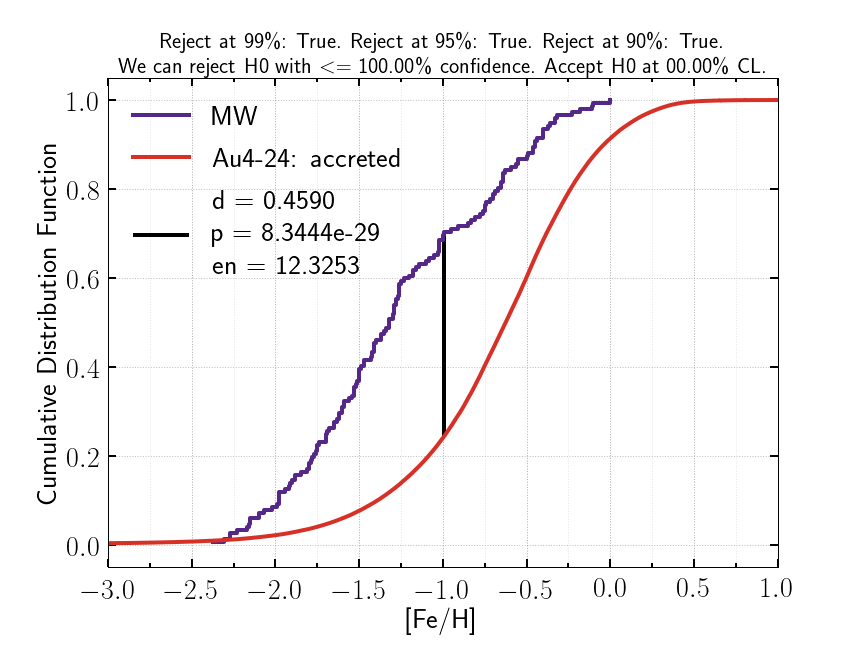 Reject at 99%: True. Reject at 95%: True. Reject at 90%: True.
We can reject H0 with <= 100.00% confidence. Accept H0 at 00.00% CL.
MW
Au4-24: accreted
d = 0.4590
p = 8.3444e-29
en = 12.3253
Cumulative Distribution Function
1.0
0.8
0.6
0.4
0.2
0.0
−3.0 −2.5 −2.0 −1.5 −1.0 −0.5 0.0 0.5 1.0
[Fe/H]